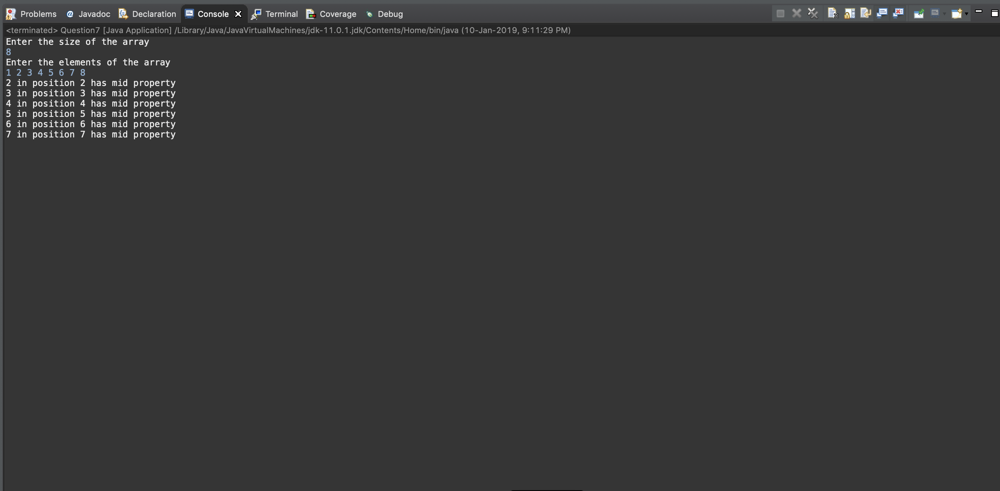 Problems @ Javadoc Declaration Console Terminal Coverage Debug
<terminated> Question7 [Java Application] /Library/Java/JavaVirtualMachines/jdk-11.0.1.jdk/Contents/Home/bin/java (10-Jan-2019, 9:11:29 PM)
Enter the size of the array
8
Enter the elements of the array
1 2 3 4 5 6 7 8
2 in position 2 has mid property
3 in position 3 has mid property
4 in position 4 has mid property
5 in position 5 has mid property
6 in position 6 has mid property
7 in position 7 has mid property